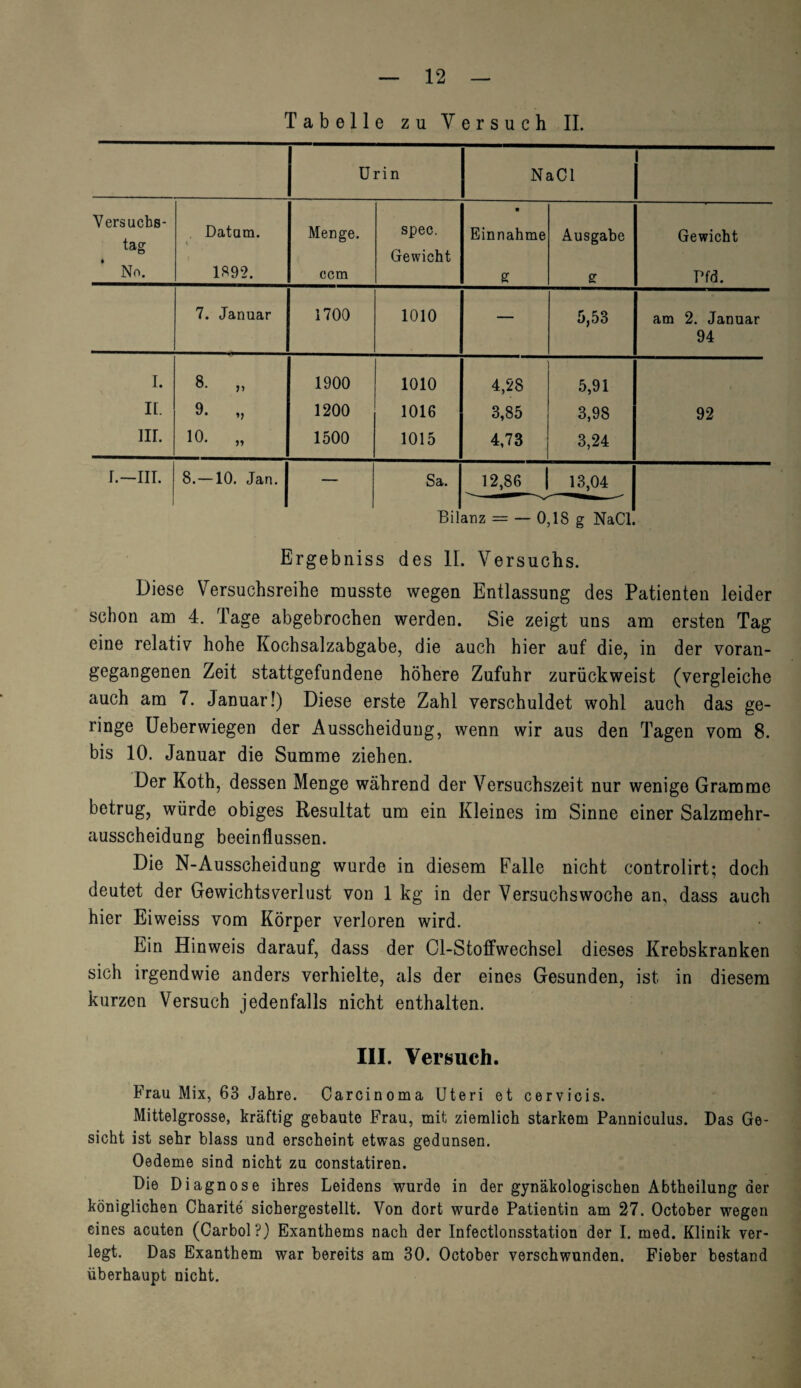 — 12 —
Tabelle zu Versuch II.
Urin NaCl
Versuchs- Datum. Menge. spec. Einnahme Ausgabe Gewicht
tag Gewicht
No. 1892. ccm g g Pfd.
7. Januar 1700 1010 — 5,53 am 2. Januar
94
I. 8. „ 1900 1010 4,28 5,91
II. 9. „ 1200 1016 3,85 3,98 92
III. 10. „ 1500 1015 4,73 3,24
I.—III. 8.—10. Jan. — Sa. 12,86 13,04
Bilanz = — 0,18 g NaCl.
Ergebniss des II. Versuchs.
Diese Versuchsreihe musste wegen Entlassung des Patienten leider
schon am 4. Tage abgebrochen werden. Sie zeigt uns am ersten Tag
eine relativ hohe Kochsalzabgabe, die auch hier auf die, in der voran-
gegangenen Zeit stattgefundene höhere Zufuhr zurückweist (vergleiche
auch am 7. Januar!) Diese erste Zahl verschuldet wohl auch das ge-
ringe Ueberwiegen der Ausscheidung, wenn wir aus den Tagen vom 8.
bis 10. Januar die Summe ziehen.
Der Koth, dessen Menge während der Versuchszeit nur wenige Gramme
betrug, würde obiges Resultat um ein Kleines im Sinne einer Salzmehr-
ausscheidung beeinflussen.
Die N-Ausscheidung wurde in diesem Falle nicht controlirt; doch
deutet der Gewichtsverlust von 1 kg in der Versuchswoche an, dass auch
hier Eiweiss vom Körper verloren wird.
Ein Hinweis darauf, dass der Cl-Stoffwechsel dieses Krebskranken
sich irgendwie anders verhielte, als der eines Gesunden, ist in diesem
kurzen Versuch jedenfalls nicht enthalten.
III. Versuch.
Frau Mix, 63 Jahre. Carcinoma Uteri et cervicis.
Mittelgrosse, kräftig gebaute Frau, mit ziemlich starkem Panniculus. Das Ge-
sicht ist sehr blass und erscheint etwas gedunsen.
Oedeme sind nicht zu constatiren.
Die Diagnose ihres Leidens wurde in der gynäkologischen Abtheilung der
königlichen Charité sichergestellt. Von dort wurde Patientin am 27. October wegen
eines acuten (Carbol?) Exanthems nach der Infectionsstation der I. med. Klinik ver-
legt. Das Exanthem war bereits am 30. October verschwunden. Fieber bestand
überhaupt nicht.